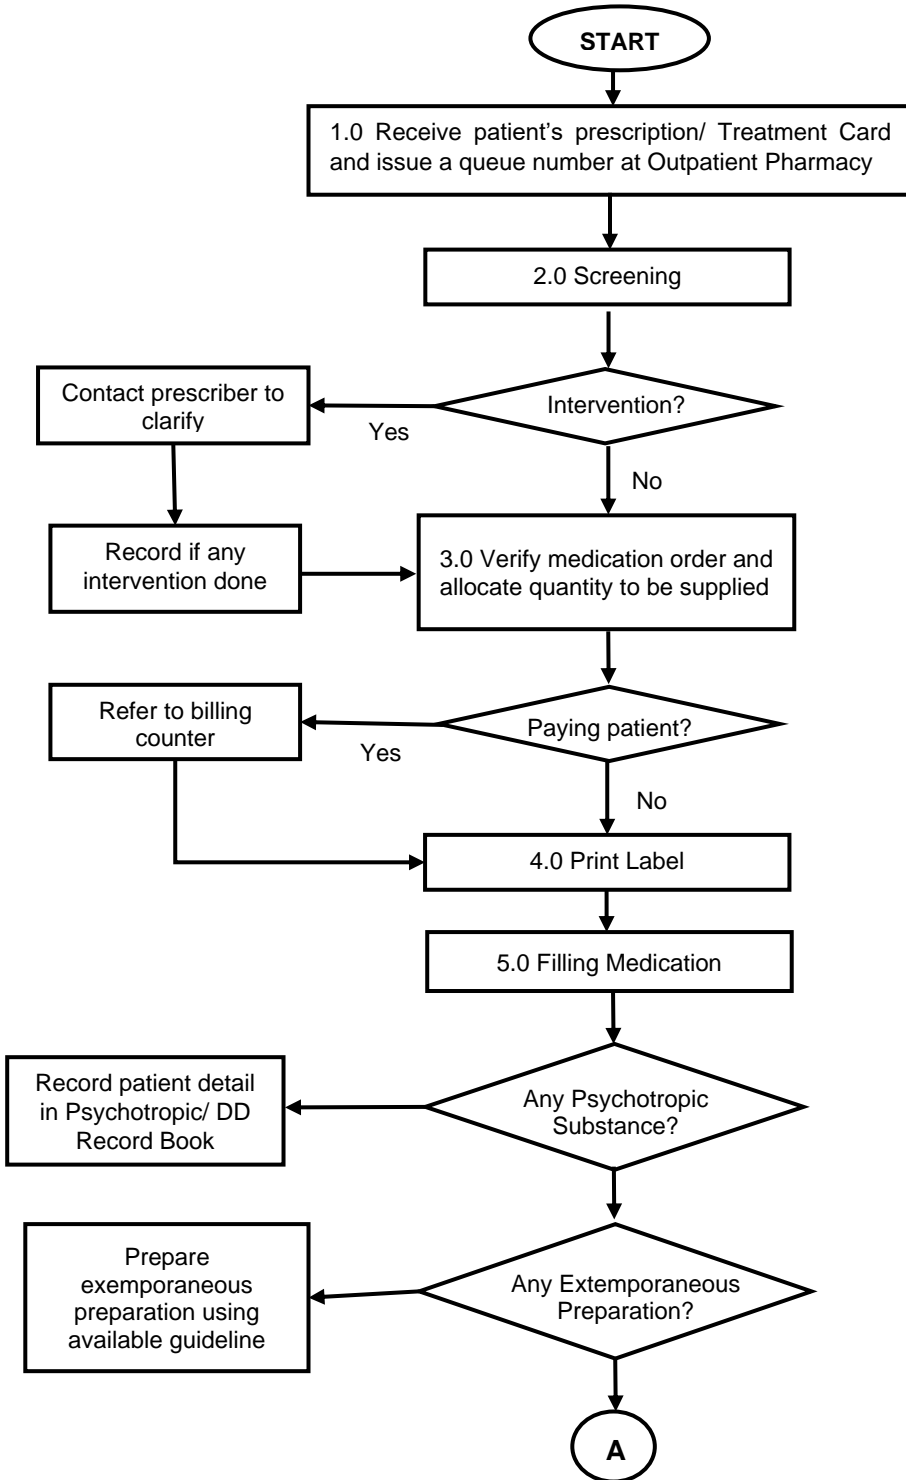 START
1.0 Receive patient's prescription/ Treatment Card
and issue a queue number at Outpatient Pharmacy
2.0 Screening
Intervention?
Contact prescriber to
clarify
Yes
No
Record if any
intervention done
3.0 Verify medication order and
allocate quantity to be supplied
Paying patient?
Refer to billing
counter
Yes
No
4.0 Print Label
5.0 Filling Medication
Any Psychotropic
Substance?
Record patient detail
in Psychotropic/ DD
Record Book
Any Extemporaneous
Preparation?
Prepare
exemporaneous
preparation using
available guideline
A